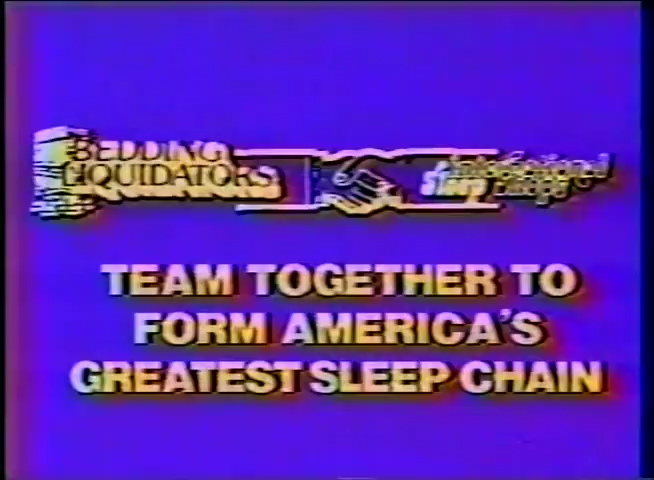 BEDDING
LIQUIDATORS
TEAM TOGETHER TO
FORM AMERICA'S
GREATEST SLEEP CHAIN